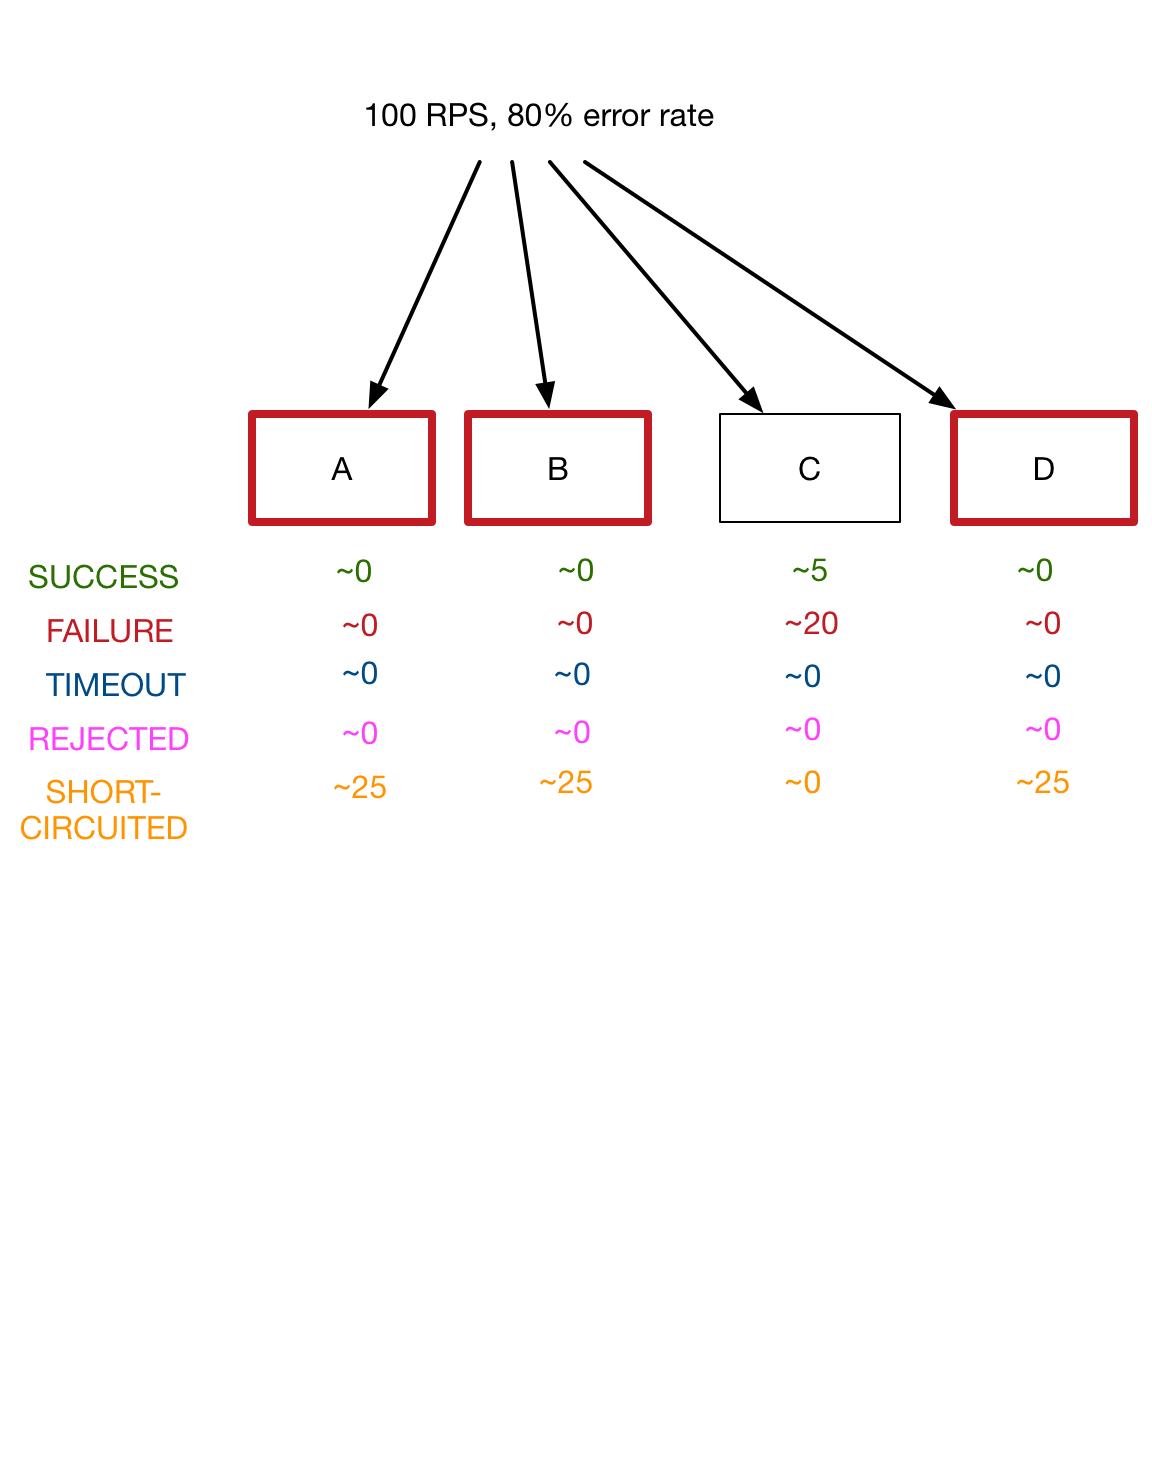 100 RPS, 80% error rate
A B C D
SUCCESS ~0 ~0 ~5 ~0
FAILURE ~0 ~0 ~20 ~0
TIMEOUT ~0 ~0 ~0 ~0
REJECTED ~0 ~0 ~0 ~0
SHORT- ~25 ~25 ~0 ~25
CIRCUITED